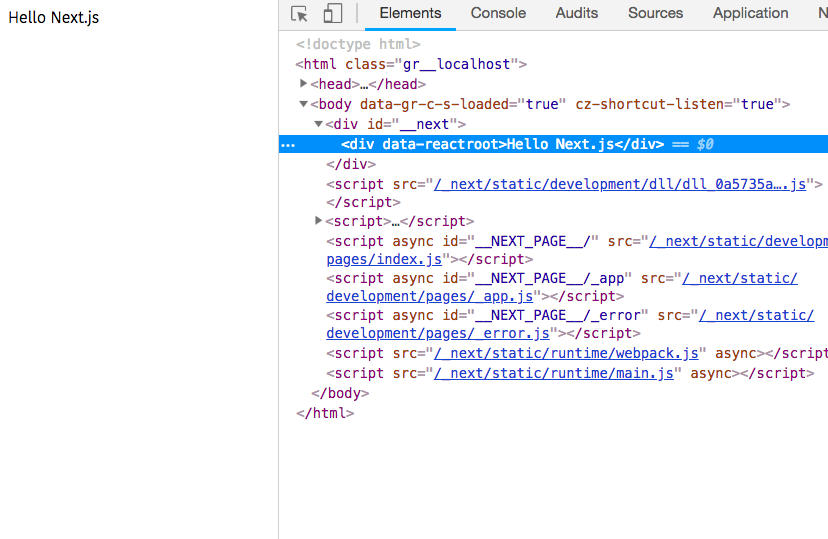 Hello Next.js
Elements Console Audits Sources Application N
<!doctype html>
<html class="gr__localhost">
<head>…</head>
<body data-gr-c-s-loaded="true" cz-shortcut-listen="true">
<div id="__next">
… <div data-reactroot>Hello Next.js</div> == $0
</div>
<script src="/_next/static/development/dll/dll_0a5735a….js">
</script>
<script>…</script>
<script async id="__NEXT_PAGE__/" src="/_next/static/developm
pages/index.js"></script>
<script async id="__NEXT_PAGE__/_app" src="/_next/static/
development/pages/_app.js"></script>
<script async id="__NEXT_PAGE__/_error" src="/_next/static/
development/pages/_error.js"></script>
<script src="/_next/static/runtime/webpack.js" async></script
<script src="/_next/static/runtime/main.js" async></script>
</body>
</html>